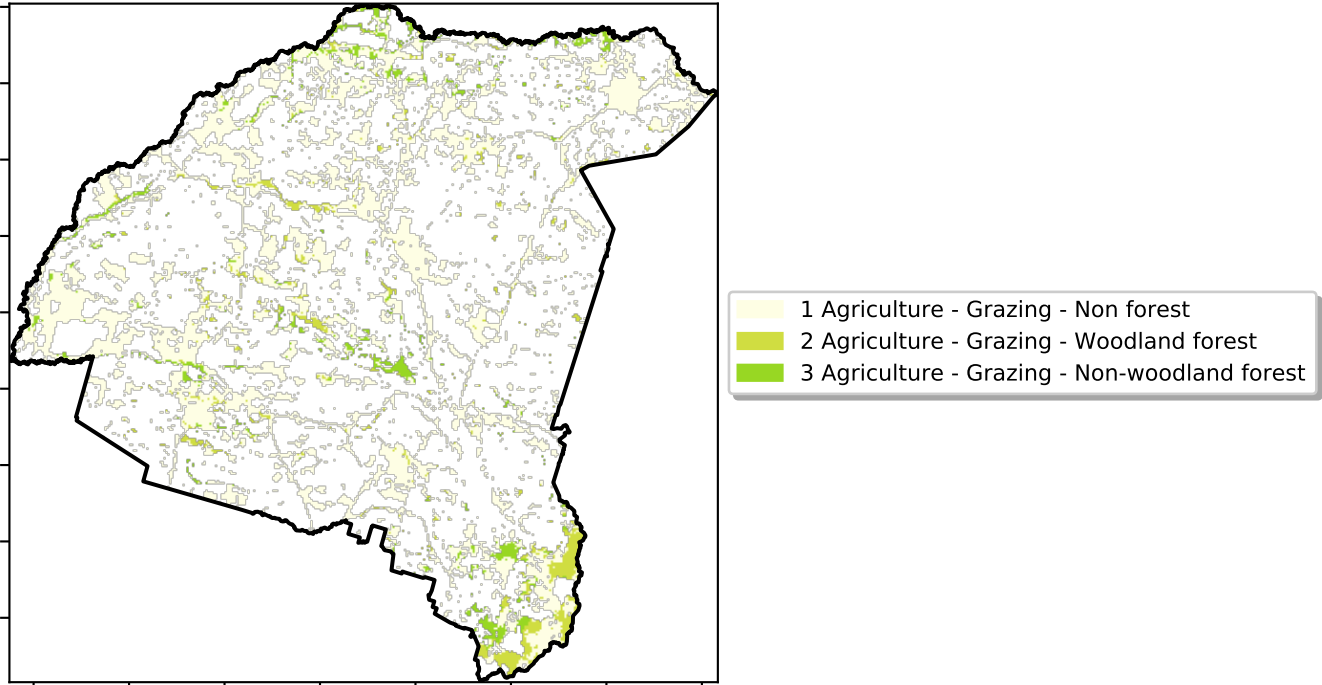 1 Agriculture - Grazing - Non forest
2 Agriculture - Grazing - Woodland forest
3 Agriculture - Grazing - Non-woodland forest